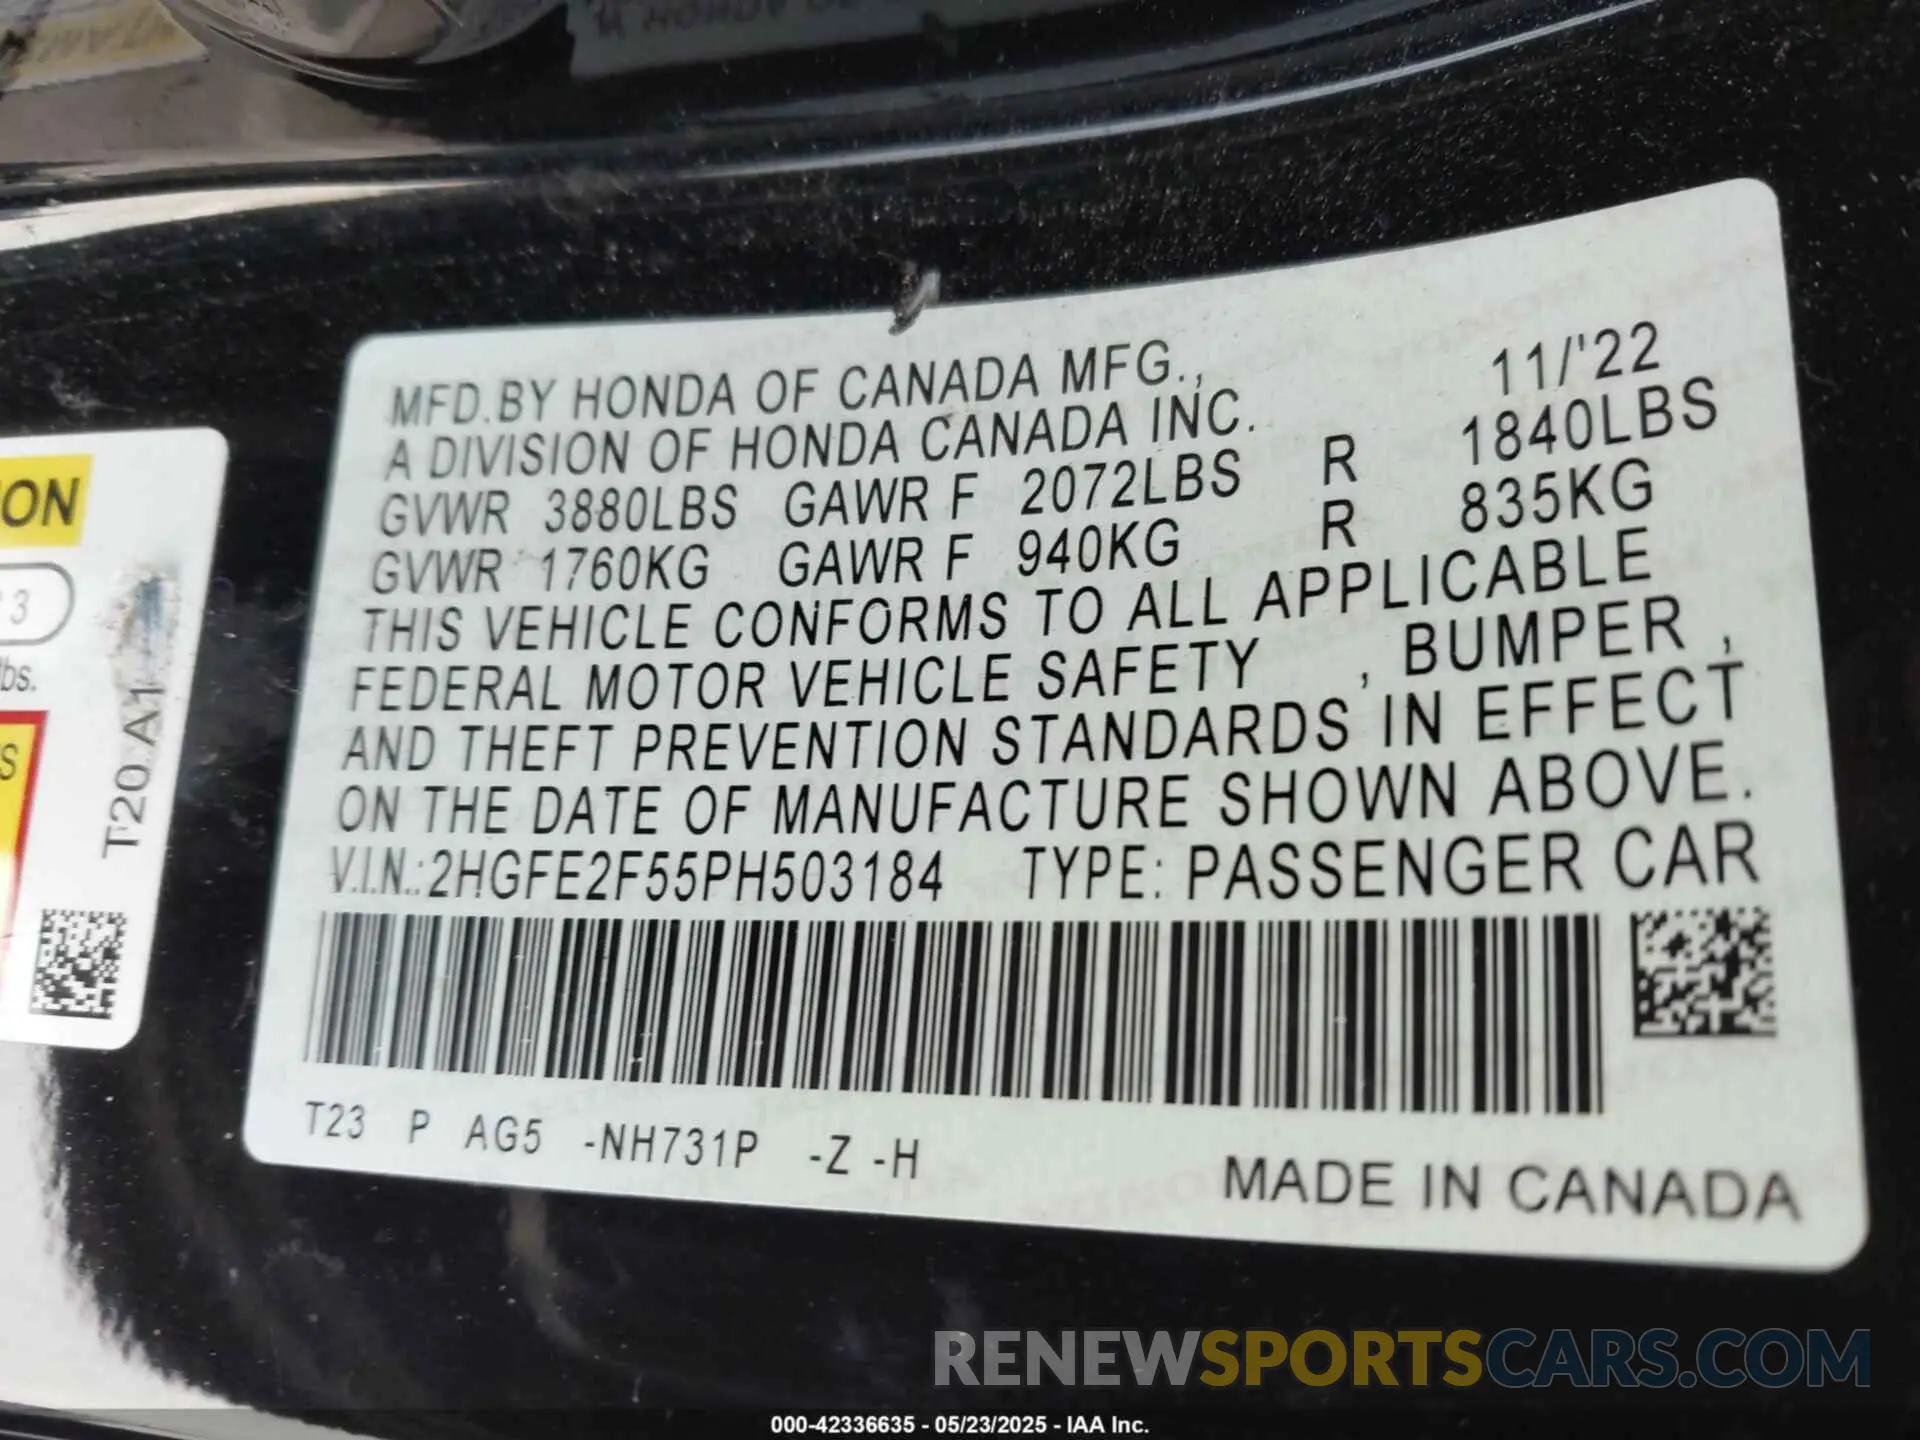 MFD.BY HONDA OF CANADA MFG., 11/'22
A DIVISION OF HONDA CANADA INC.
GVWR 3880LBS GAWR F 2072LBS R 1840LBS
GVWR 1760KG GAWR F 940KG R 835KG
THIS VEHICLE CONFORMS TO ALL APPLICABLE
FEDERAL MOTOR VEHICLE SAFETY , BUMPER ,
AND THEFT PREVENTION STANDARDS IN EFFECT
ON THE DATE OF MANUFACTURE SHOWN ABOVE.
V.I.N.:2HGFE2F55PH503184 TYPE: PASSENGER CAR
T23 P AG5 -NH731P -Z -H
MADE IN CANADA
ION
3
lbs.
S
T20 A1
RENEWSPORTSCARS.COM
000-42336635 - 05/23/2025 - IAA Inc.